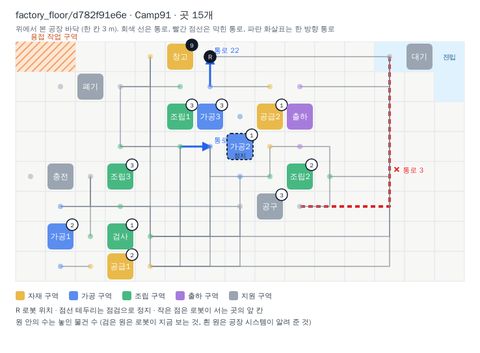 factory_floor/d782f91e6e · Camp91 · 곳 15개
위에서 본 공장 바닥 (한 칸 3 m). 회색 선은 통로, 빨간 점선은 막힌 통로, 파란 화살표는 한 방향 통로
용접 작업 구역
창고 9
R
통로 22
대기
전립
폐기
조립1 3
가공3 3
공급2 1
출하
통로
가공2 1
충전
조립3 2
조립2 2
✕ 통로 3
공구 3
가공1 2
검사 1
공급1 2
자재 구역
가공 구역
조립 구역
출하 구역
지원 구역
R 로봇 위치 · 점선 테두리는 점검으로 정지 · 작은 점은 로봇이 서는 곳의 앞 칸
원 안의 수는 놓인 물건 수 (검은 원은 로봇이 지금 보는 것, 흰 원은 공장 시스템이 알려 준 것)